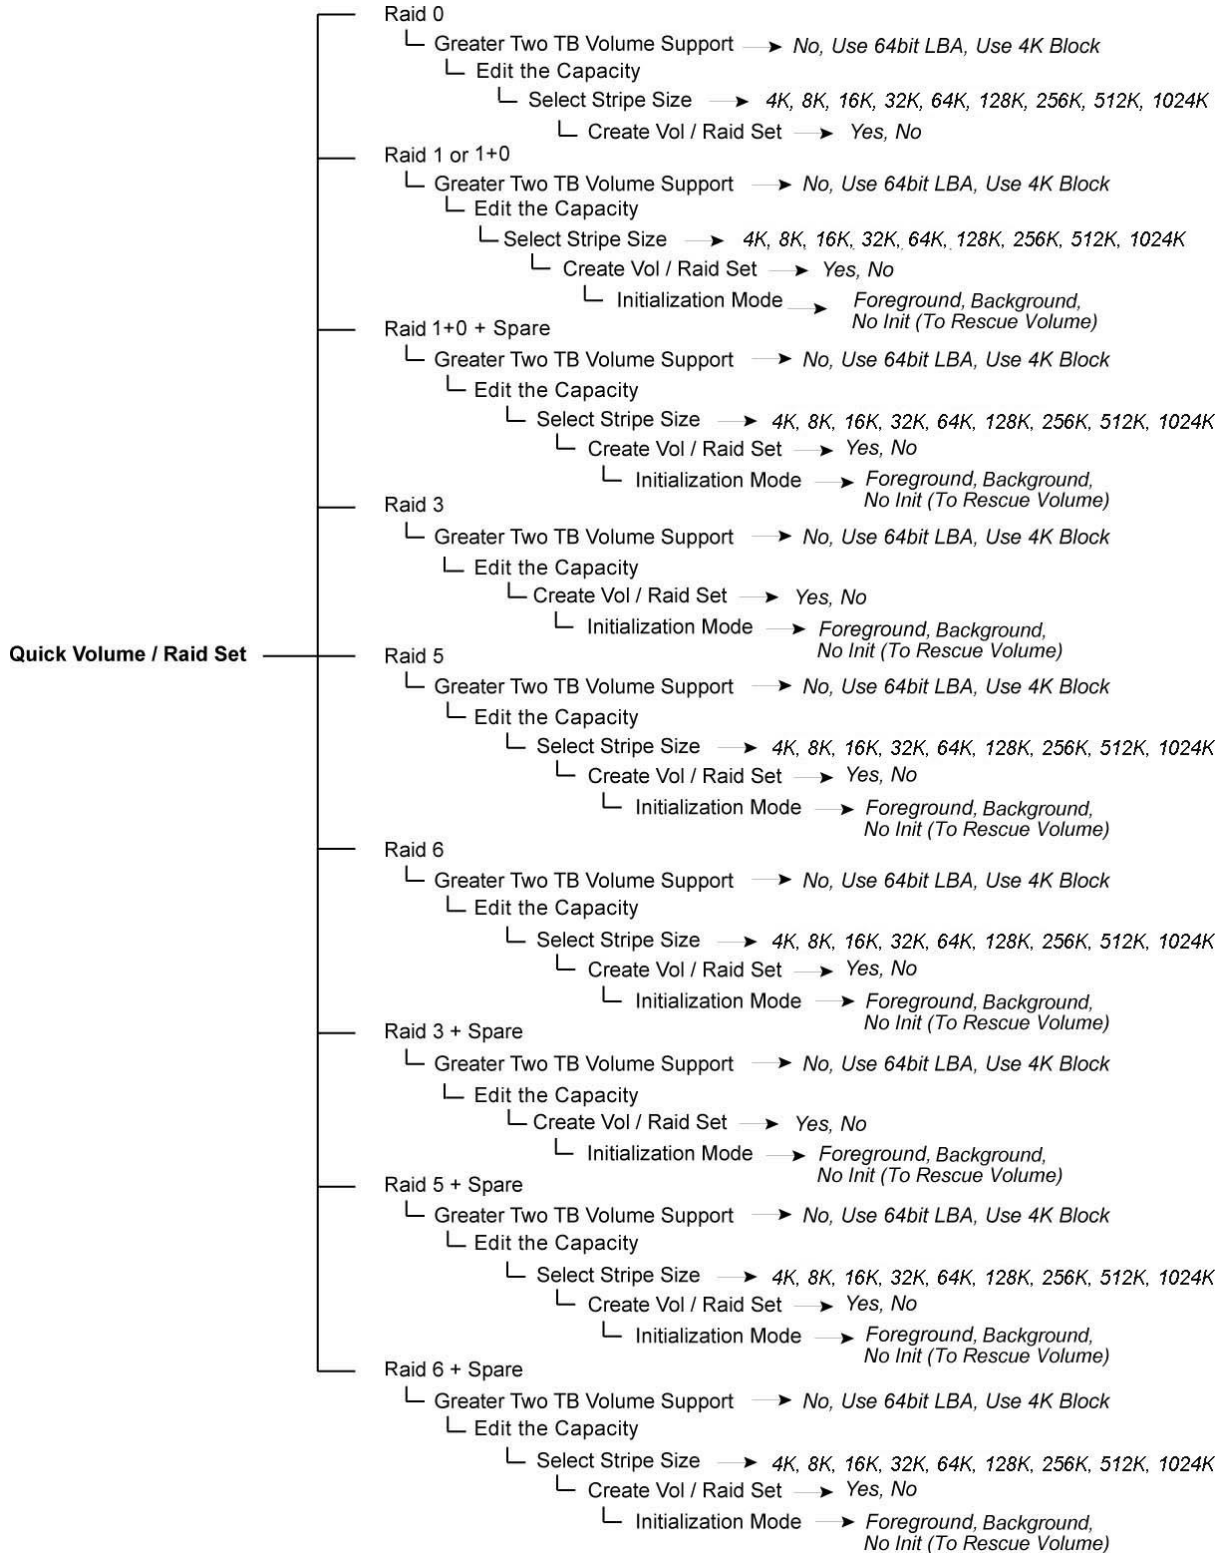 Raid 0
Greater Two TB Volume Support No, Use 64bit LBA, Use 4K Block
Edit the Capacity
Select Stripe Size 4K, 8K, 16K, 32K, 64K, 128K, 256K, 512K, 1024K
Create Vol / Raid Set Yes, No
Raid 1 or 1+0
Greater Two TB Volume Support No, Use 64bit LBA, Use 4K Block
Edit the Capacity
Select Stripe Size 4K, 8K, 16K, 32K, 64K, 128K, 256K, 512K, 1024K
Create Vol / Raid Set Yes, No
Initialization Mode Foreground, Background,
No Init (To Rescue Volume)
Raid 1+0 + Spare
Greater Two TB Volume Support No, Use 64bit LBA, Use 4K Block
Edit the Capacity
Select Stripe Size 4K, 8K, 16K, 32K, 64K, 128K, 256K, 512K, 1024K
Create Vol / Raid Set Yes, No
Initialization Mode Foreground, Background,
No Init (To Rescue Volume)
Raid 3
Greater Two TB Volume Support No, Use 64bit LBA, Use 4K Block
Edit the Capacity
Create Vol / Raid Set Yes, No
Initialization Mode Foreground, Background,
No Init (To Rescue Volume)
Quick Volume / Raid Set
Raid 5
Greater Two TB Volume Support No, Use 64bit LBA, Use 4K Block
Edit the Capacity
Select Stripe Size 4K, 8K, 16K, 32K, 64K, 128K, 256K, 512K, 1024K
Create Vol / Raid Set Yes, No
Initialization Mode Foreground, Background,
No Init (To Rescue Volume)
Raid 6
Greater Two TB Volume Support No, Use 64bit LBA, Use 4K Block
Edit the Capacity
Select Stripe Size 4K, 8K, 16K, 32K, 64K, 128K, 256K, 512K, 1024K
Create Vol / Raid Set Yes, No
Initialization Mode Foreground, Background,
No Init (To Rescue Volume)
Raid 3 + Spare
Greater Two TB Volume Support No, Use 64bit LBA, Use 4K Block
Edit the Capacity
Create Vol / Raid Set Yes, No
Initialization Mode Foreground, Background,
No Init (To Rescue Volume)
Raid 5 + Spare
Greater Two TB Volume Support No, Use 64bit LBA, Use 4K Block
Edit the Capacity
Select Stripe Size 4K, 8K, 16K, 32K, 64K, 128K, 256K, 512K, 1024K
Create Vol / Raid Set Yes, No
Initialization Mode Foreground, Background,
No Init (To Rescue Volume)
Raid 6 + Spare
Greater Two TB Volume Support No, Use 64bit LBA, Use 4K Block
Edit the Capacity
Select Stripe Size 4K, 8K, 16K, 32K, 64K, 128K, 256K, 512K, 1024K
Create Vol / Raid Set Yes, No
Initialization Mode Foreground, Background,
No Init (To Rescue Volume)